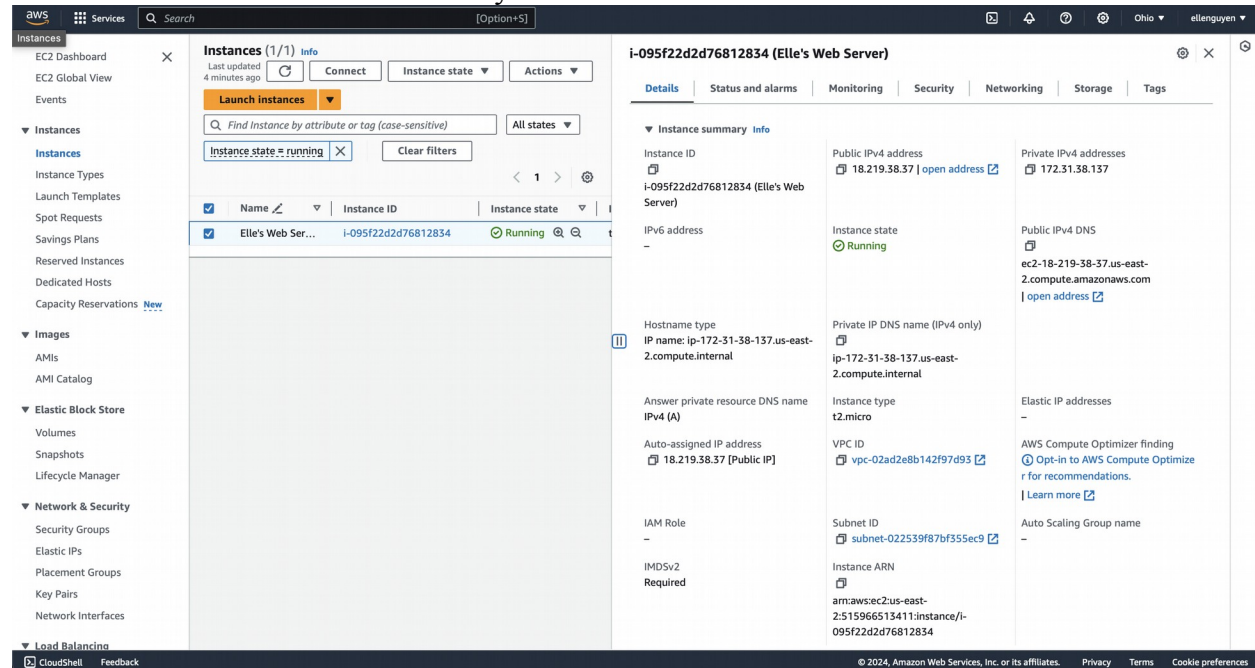 aws
Services
Search
[Option+S]
Ohio
ellenguyen
Instances
EC2 Dashboard
EC2 Global View
Events
Instances
Instances
Instance Types
Launch Templates
Spot Requests
Savings Plans
Reserved Instances
Dedicated Hosts
Capacity Reservations New
Images
AMIs
AMI Catalog
Elastic Block Store
Volumes
Snapshots
Lifecycle Manager
Network & Security
Security Groups
Elastic IPs
Placement Groups
Key Pairs
Network Interfaces
Load Balancing
Instances (1/1) Info
Last updated
4 minutes ago
Connect
Instance state
Actions
Launch instances
Find Instance by attribute or tag (case-sensitive)
All states
Instance state = running
Clear filters
1
Name
Instance ID
Instance state
Elle's Web Ser...
i-095f22d2d76812834
Running
i-095f22d2d76812834 (Elle's Web Server)
Details
Status and alarms
Monitoring
Security
Networking
Storage
Tags
Instance summary Info
Instance ID
i-095f22d2d76812834 (Elle's Web
Server)
Public IPv4 address
18.219.38.37 | open address
Private IPv4 addresses
172.31.38.137
IPv6 address
–
Instance state
Running
Public IPv4 DNS
ec2-18-219-38-37.us-east-
2.compute.amazonaws.com
| open address
Hostname type
IP name: ip-172-31-38-137.us-east-
2.compute.internal
Private IP DNS name (IPv4 only)
ip-172-31-38-137.us-east-
2.compute.internal
Answer private resource DNS name
IPv4 (A)
Instance type
t2.micro
Elastic IP addresses
–
Auto-assigned IP address
18.219.38.37 [Public IP]
VPC ID
vpc-02ad2e8b142f97d93
AWS Compute Optimizer finding
Opt-in to AWS Compute Optimize
r for recommendations.
| Learn more
IAM Role
–
Subnet ID
subnet-022539f87bf355ec9
Auto Scaling Group name
–
IMDSv2
Required
Instance ARN
arn:aws:ec2:us-east-
2:515966513411:instance/i-
095f22d2d76812834
CloudShell
Feedback
© 2024, Amazon Web Services, Inc. or its affiliates.
Privacy
Terms
Cookie preferences